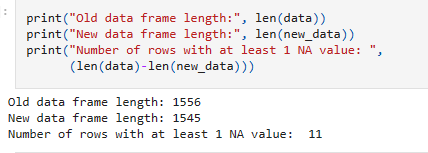 :
print("Old data frame length:", len(data))
print("New data frame length:", len(new_data))
print("Number of rows with at least 1 NA value: ",
(len(data)-len(new_data)))
Old data frame length: 1556
New data frame length: 1545
Number of rows with at least 1 NA value:  11